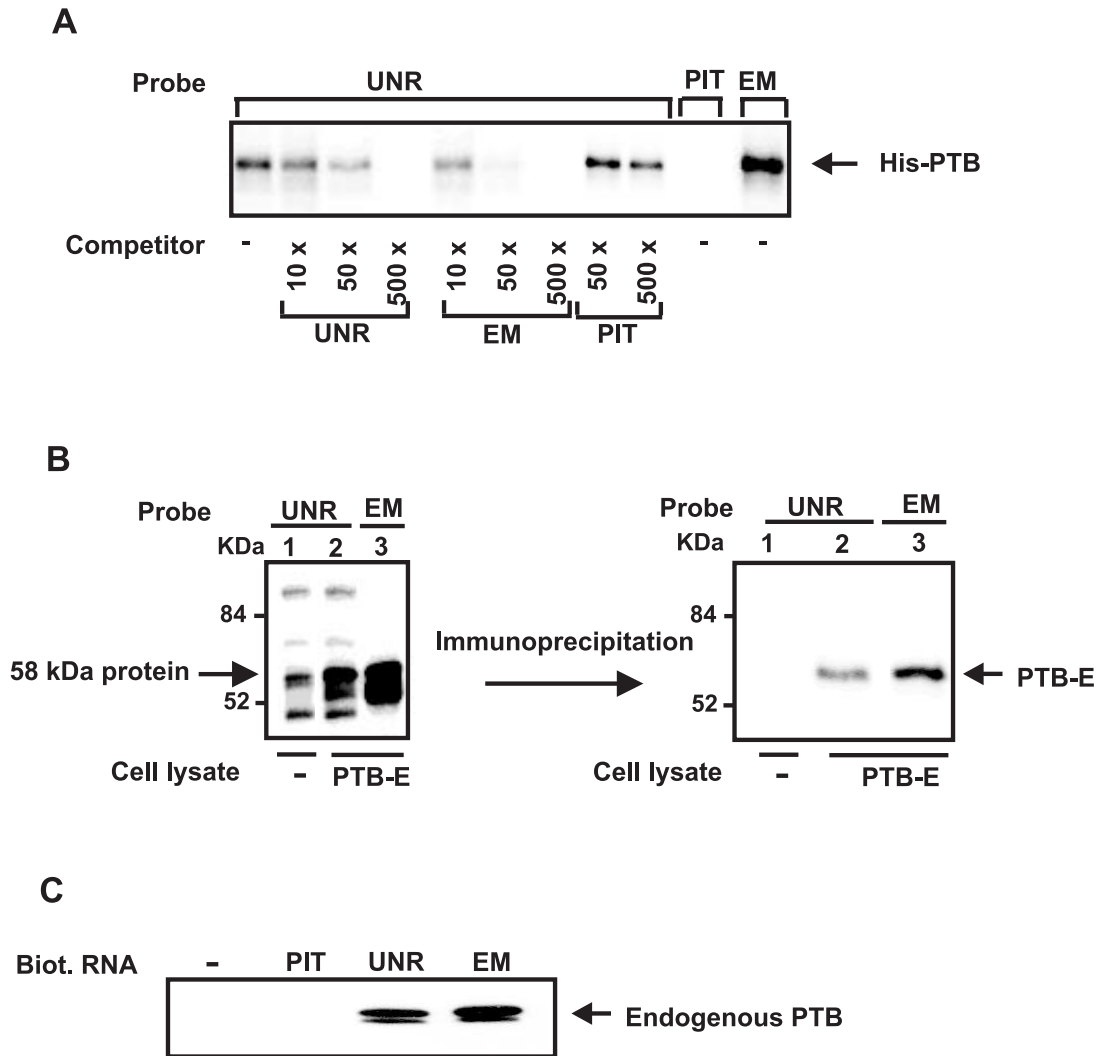 A
Probe UNR PIT EM
His-PTB
Competitor - 10 x 50 x 500 x 10 x 50 x 500 x 50 x 500 x - -
UNR EM PIT
B
Probe UNR EM
KDa 1 2 3
84
58 kDa protein
52
Cell lysate - PTB-E
Immunoprecipitation
Probe UNR EM
KDa 1 2 3
84
PTB-E
52
Cell lysate - PTB-E
C
Biot. RNA - PIT UNR EM
Endogenous PTB